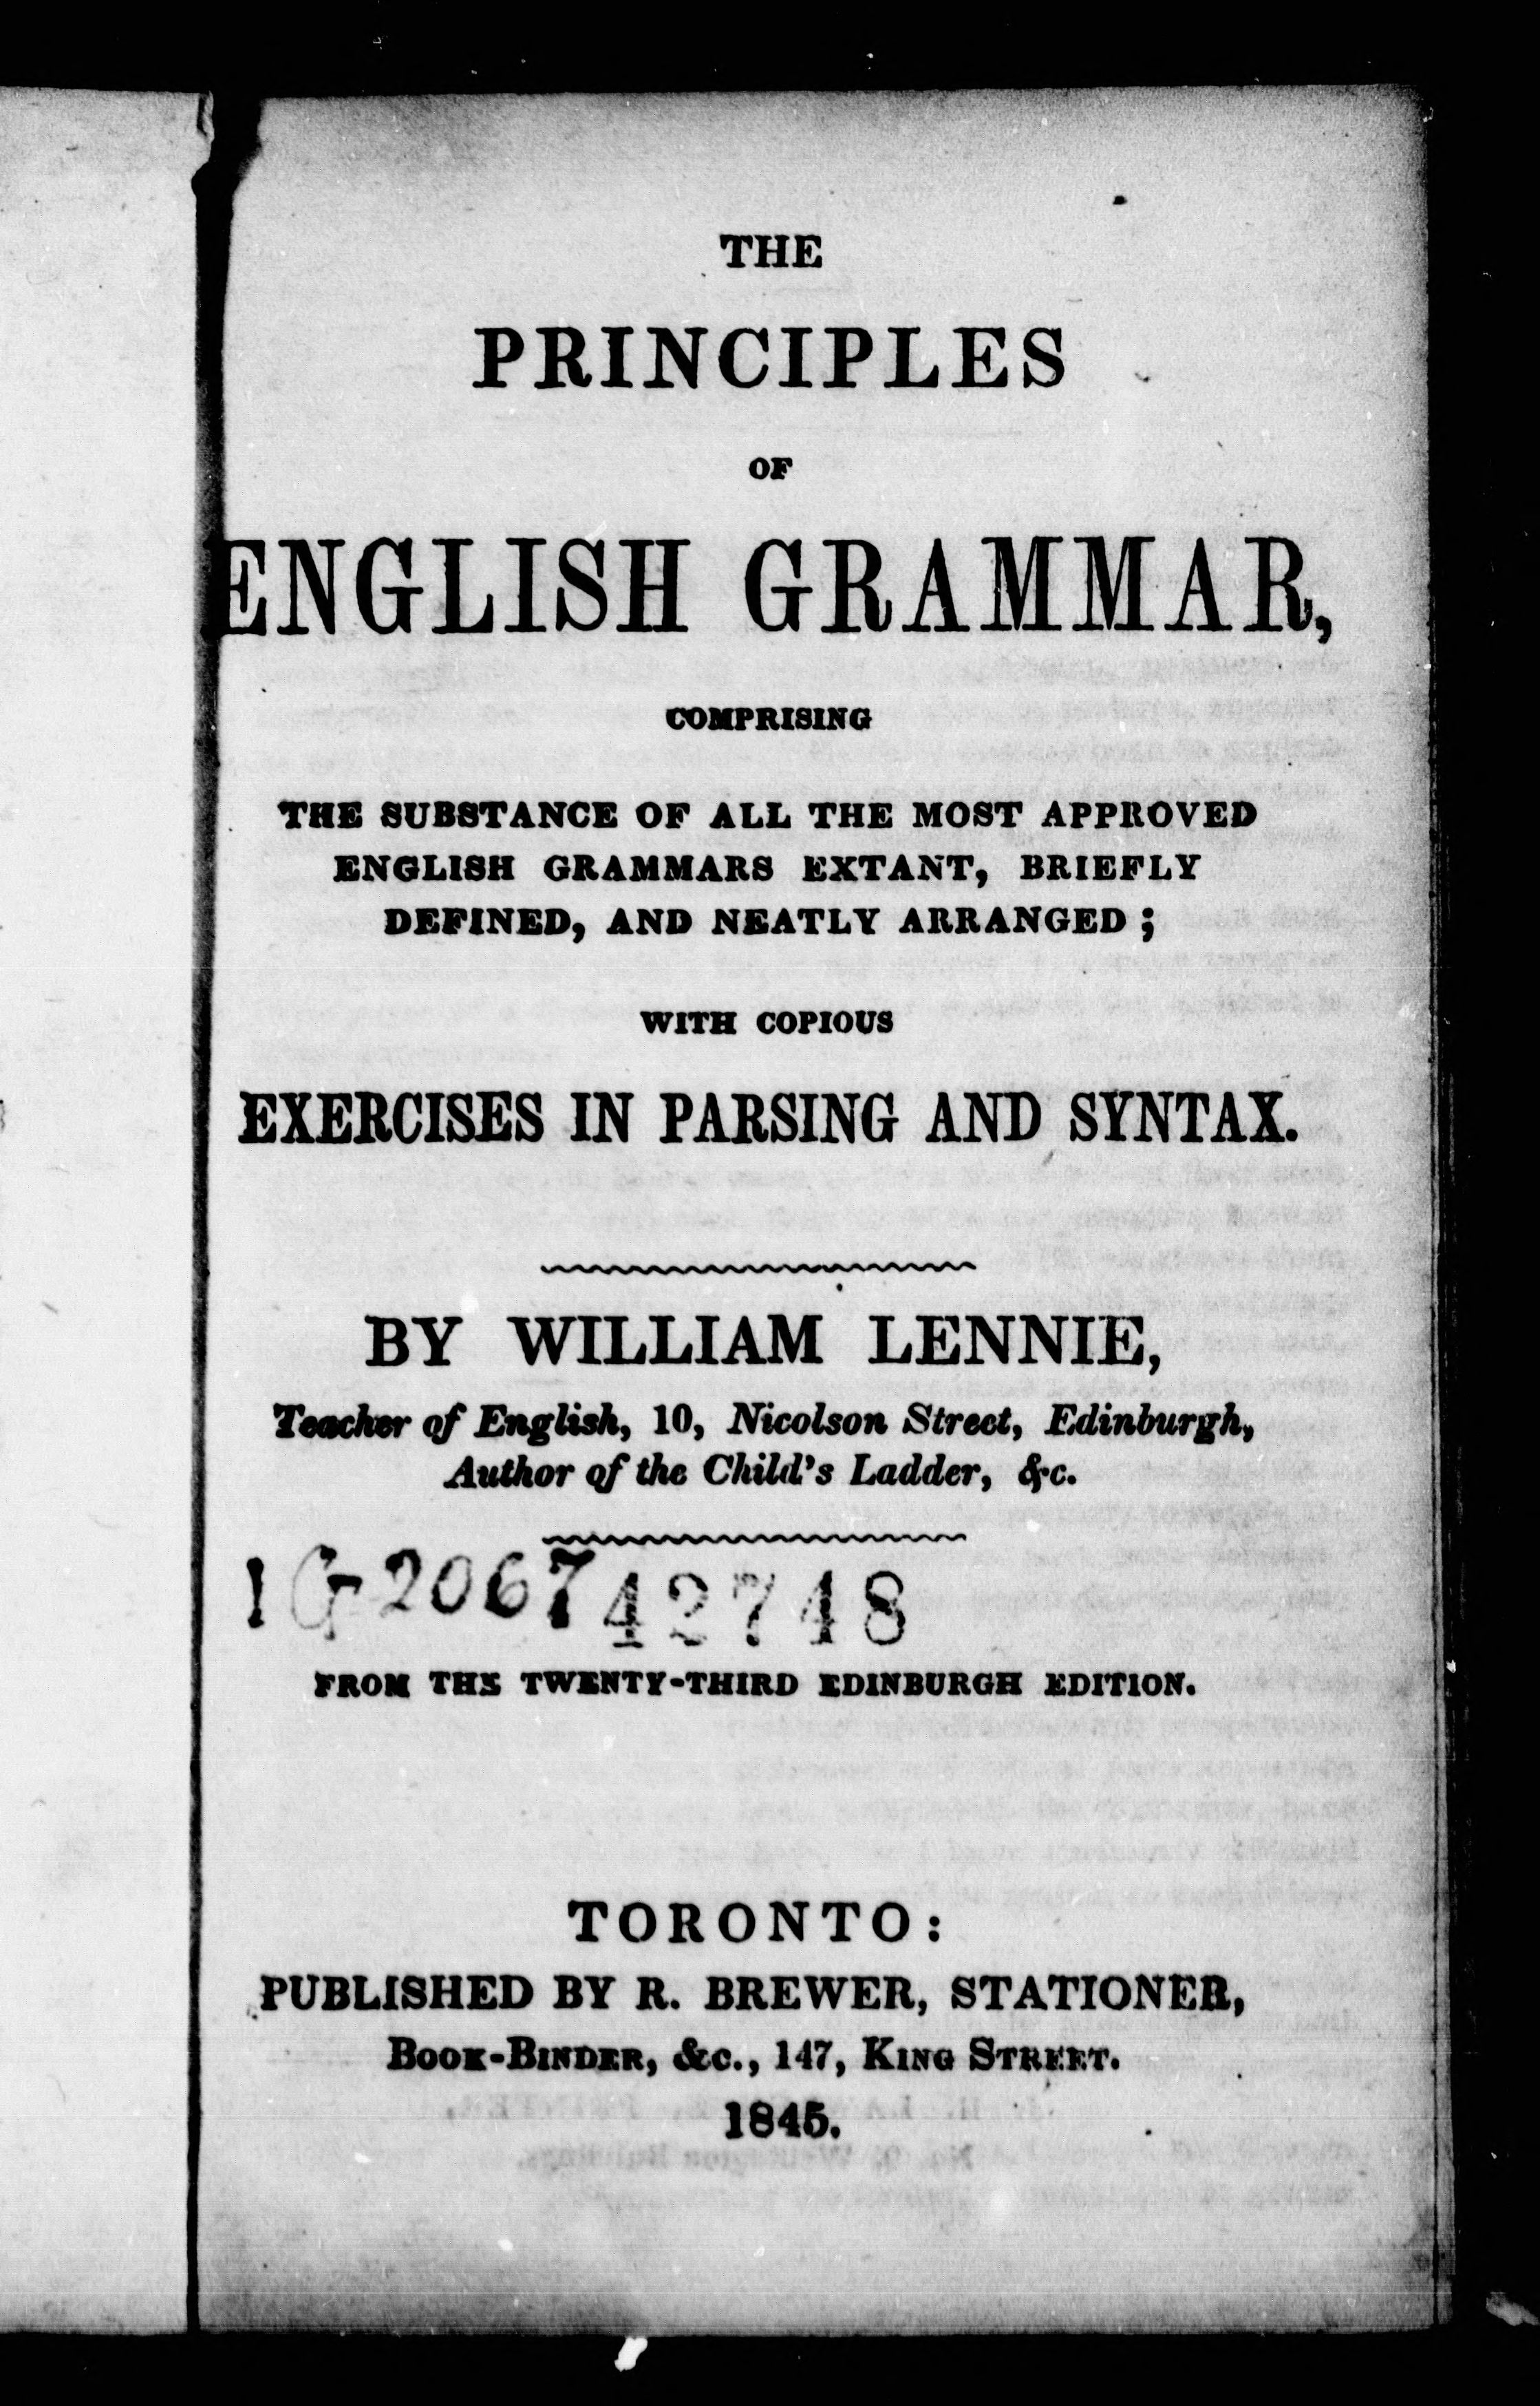 THE
PRINCIPLES
OF
ENGLISH GRAMMAR,
COMPRISING
THE SUBSTANCE OF ALL THE MOST APPROVED
ENGLISH GRAMMARS EXTANT, BRIEFLY
DEFINED, AND NEATLY ARRANGED;
WITH COPIOUS
EXERCISES IN PARSING AND SYNTAX.
BY WILLIAM LENNIE,
Teacher of English, 10, Nicolson Street, Edinburgh,
Author of the Child's Ladder, &c.
1G-2067 42748
FROM THE TWENTY-THIRD EDINBURGH EDITION.
TORONTO:
PUBLISHED BY R. BREWER, STATIONER,
BOOK-BINDER, &c., 147, KING STREET.
1845.